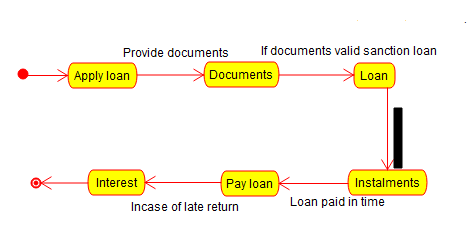 Provide documents
If documents valid sanction loan
Apply loan
Documents
Loan
Interest
Pay loan
Instalments
Incase of late return
Loan paid in time